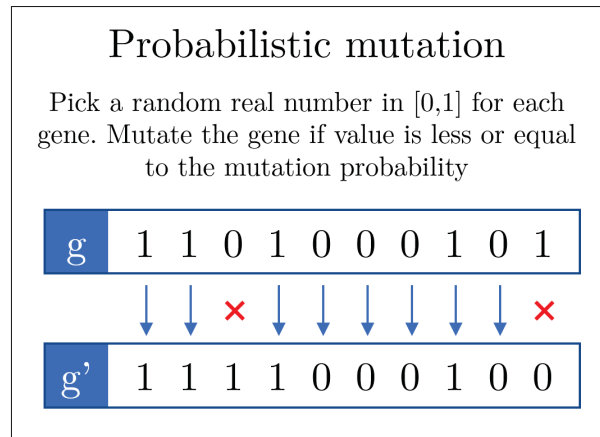 Probabilistic mutation
Pick a random real number in [0,1] for each
gene. Mutate the gene if value is less or equal
to the mutation probability
g 1 1 0 1 0 0 0 1 0 1
g' 1 1 1 1 0 0 0 1 0 0